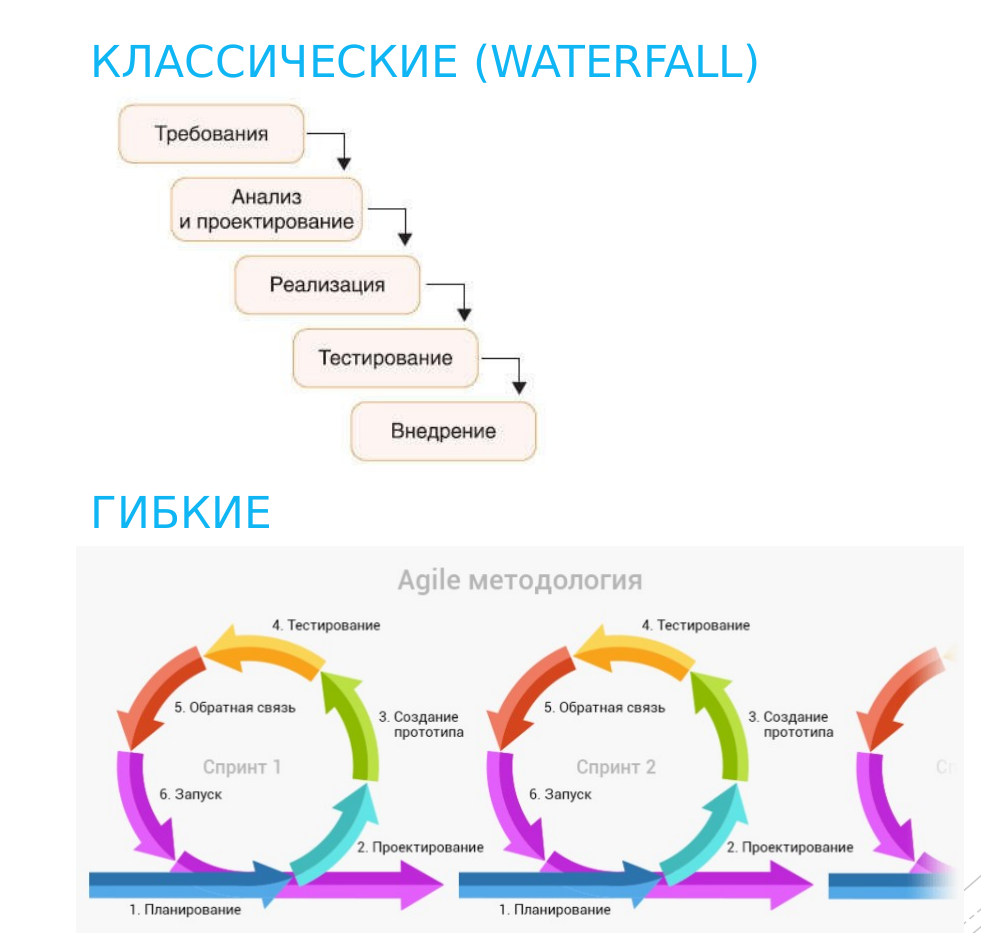 КЛАССИЧЕСКИЕ (WATERFALL)
Требования
Анализ
и проектирование
Реализация
Тестирование
Внедрение
ГИБКИЕ
Agile методология
4. Тестирование
5. Обратная связь
3. Создание
прототипа
Спринт 1
6. Запуск
2. Проектирование
1. Планирование
4. Тестирование
5. Обратная связь
3. Создание
прототипа
Спринт 2
6. Запуск
2. Проектирование
1. Планирование